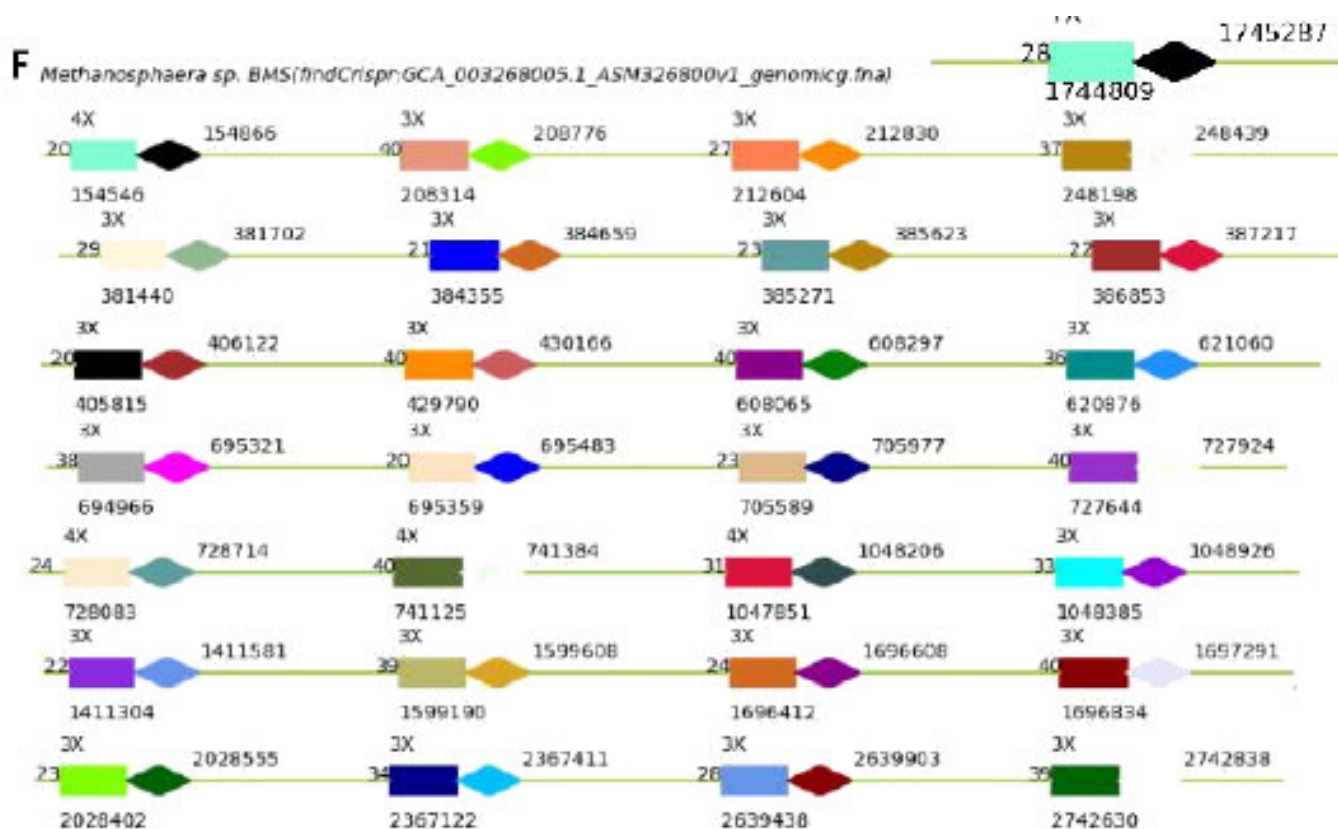 1745287
28
1744809
F Methanosphaera sp. BMS(findCrispr:GCA_003268005.1_ASM326800v1_genomicg.fna)
4X 154866 3X 208776 3X 212830 3X 248439
20 40 27 37
154546 208314 212604 248198
3X 381702 3X 384659 3X 385623 3X 387217
29 21 23 22
381440 384355 385271 386853
3X 406122 3X 430166 3X 608297 3X 621060
20 40 40 36
405815 429790 608065 620876
3X 695321 3X 695483 3X 705977 3X 727924
38 20 23 40
694966 695359 705589 727644
4X 728714 4X 741384 4X 1048206 3X 1048926
24 40 31 33
728083 741125 1047851 1048385
3X 1411581 3X 1599608 3X 1696608 3X 1697291
22 39 24 40
1411304 1599190 1696412 1696834
3X 2028555 3X 2367411 3X 2639903 3X 2742838
23 34 28 39
2028402 2367122 2639438 2742630